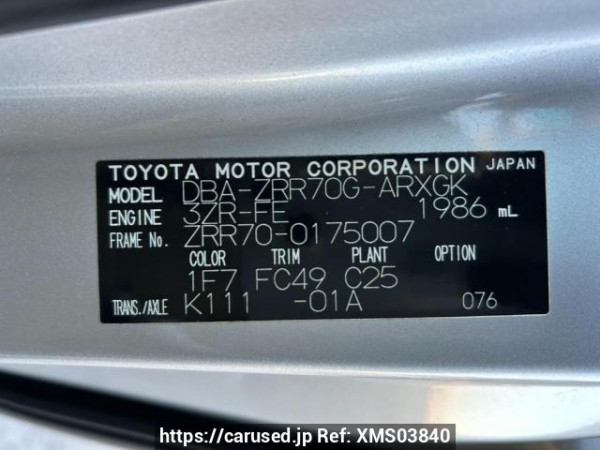 TOYOTA MOTOR CORPORATION JAPAN
MODEL DBA-ZRR70G-ARXGK
ENGINE 3ZR-FE 1986 mL
FRAME No. ZRR70-0175007
COLOR TRIM PLANT OPTION
1F7 FC49 C25
TRANS./AXLE K111 -01A 076
https://carused.jp Ref: XMS03840